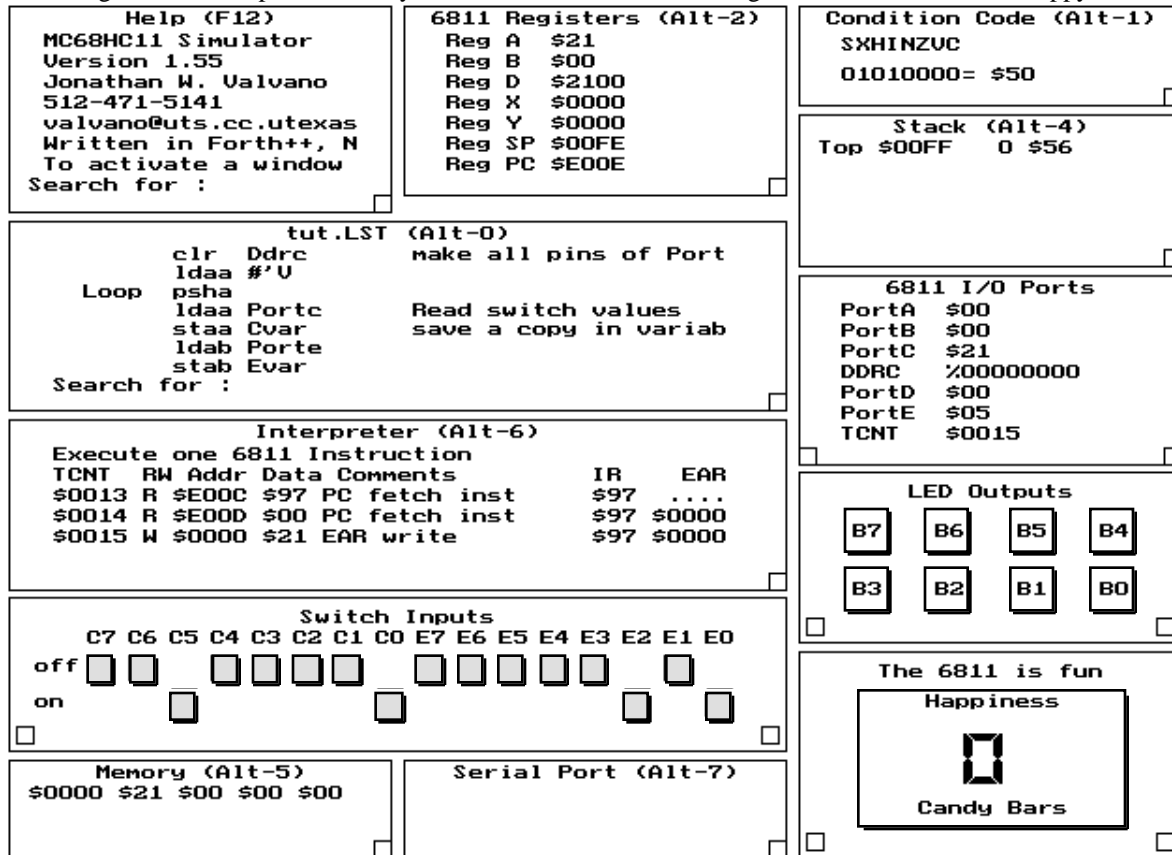 Help (F12)
MC68HC11 Simulator
Version 1.55
Jonathan W. Valvano
512-471-5141
valvano@uts.cc.utexas
Written in Forth++, N
To activate a window
Search for :
6811 Registers (Alt-2)
Reg A $21
Reg B $00
Reg D $2100
Reg X $0000
Reg Y $0000
Reg SP $00FE
Reg PC $E00E
Condition Code (Alt-1)
SXHINZVC
01010000= $50
Stack (Alt-4)
Top $00FF 0 $56
tut.LST (Alt-0)
clr Ddrc make all pins of Port
ldaa #'V
Loop psha
ldaa Portc Read switch values
staa Cvar save a copy in variab
ldab Porte
stab Evar
Search for :
6811 I/O Ports
PortA $00
PortB $00
PortC $21
DDRC %00000000
PortD $00
PortE $05
TCNT $0015
Interpreter (Alt-6)
Execute one 6811 Instruction
TCNT RW Addr Data Comments IR EAR
$0013 R $E00C $97 PC fetch inst $97 ....
$0014 R $E00D $00 PC fetch inst $97 $0000
$0015 W $0000 $21 EAR write $97 $0000
LED Outputs
B7 B6 B5 B4
B3 B2 B1 B0
Switch Inputs
C7 C6 C5 C4 C3 C2 C1 C0 E7 E6 E5 E4 E3 E2 E1 E0
off
on
The 6811 is fun
Happiness
0
Candy Bars
Memory (Alt-5)
$0000 $21 $00 $00 $00
Serial Port (Alt-7)